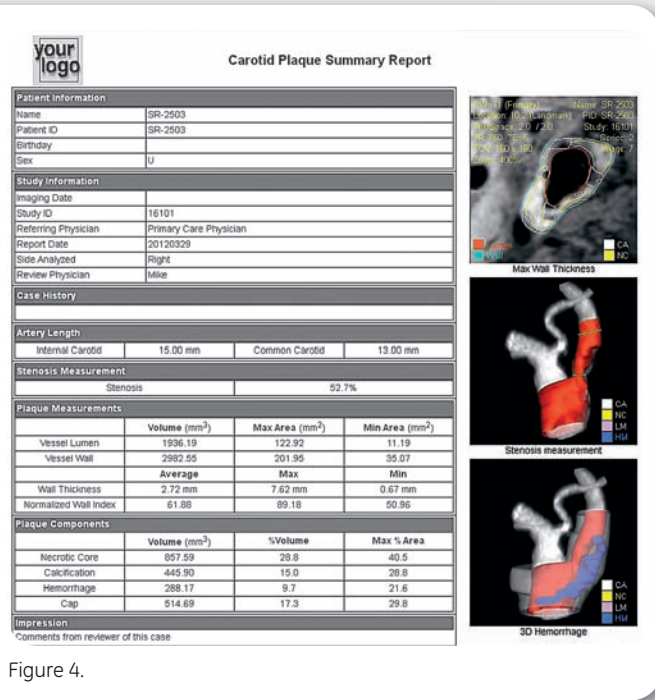 your
logo
Carotid Plaque Summary Report
Patient Information
Name SR-2503
Patient ID SR-2503
Birthday
Sex U
Study Information
Imaging Date
Study ID 16101
Referring Physician Primary Care Physician
Report Date 20120329
Side Analyzed Right
Review Physician Mike
Case History
Artery Length
Internal Carotid 15.00 mm Common Carotid 13.00 mm
Stenosis Measurement
Stenosis 52.7%
Plaque Measurements
Volume (mm3) Max Area (mm2) Min Area (mm2)
Vessel Lumen 1936.19 122.92 11.19
Vessel Wall 2982.55 201.95 35.07
Average Max Min
Wall Thickness 2.72 mm 7.62 mm 0.67 mm
Normalized Wall Index 61.88 89.18 50.96
Plaque Components
Volume (mm3) %Volume Max % Area
Necrotic Core 857.59 28.8 40.5
Calcification 445.90 15.0 28.8
Hemorrhage 288.17 9.7 21.6
Cap 514.69 17.3 29.8
Impression
Comments from reviewer of this case
(Primary) Name: SR-2503
PID: SR-2503
Study: 16101
CA
NC
Max Wall Thickness
CA
NC
LM
HM
Stenosis measurement
CA
NC
LM
HM
3D Hemorrhage
Figure 4.